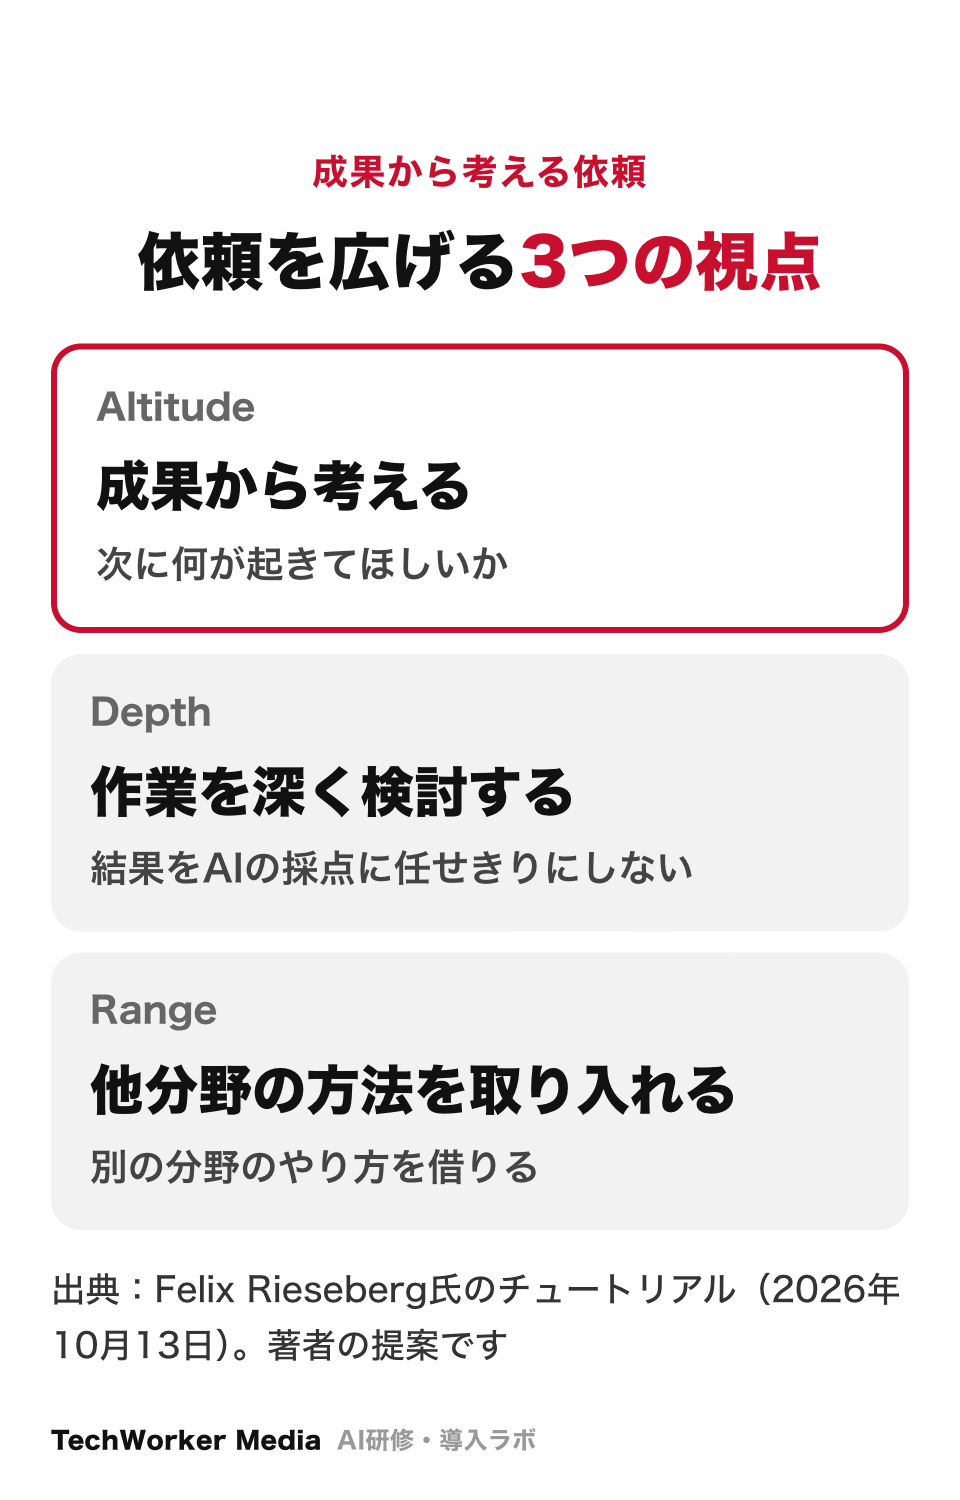 成果から考える依頼
依頼を広げる3つの視点
Altitude
成果から考える
次に何が起きてほしいか
Depth
作業を深く検討する
結果をAIの採点に任せきりにしない
Range
他分野の方法を取り入れる
別の分野のやり方を借りる
出典：Felix Rieseberg氏のチュートリアル（2026年
10月13日）。著者の提案です
TechWorker Media AI研修・導入ラボ